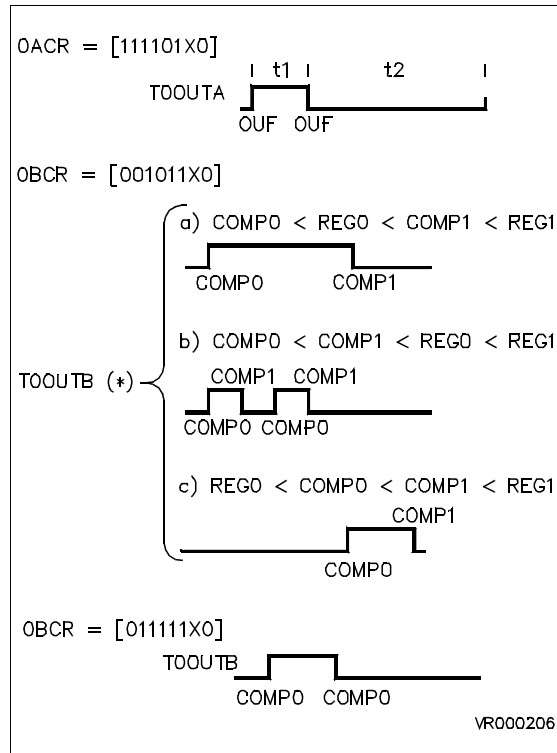 OACR = [111101X0]
t1 t2
TOOUTA
OUF OUF
OBCR = [001011X0]
a) COMP0 < REG0 < COMP1 < REG1
COMP0 COMP1
b) COMP0 < COMP1 < REG0 < REG1
TOOUTB (*)
COMP1 COMP1
COMP0 COMP0
c) REG0 < COMP0 < COMP1 < REG1
COMP1
COMP0
OBCR = [011111X0]
TOOUTB
COMP0 COMP0
VR000206